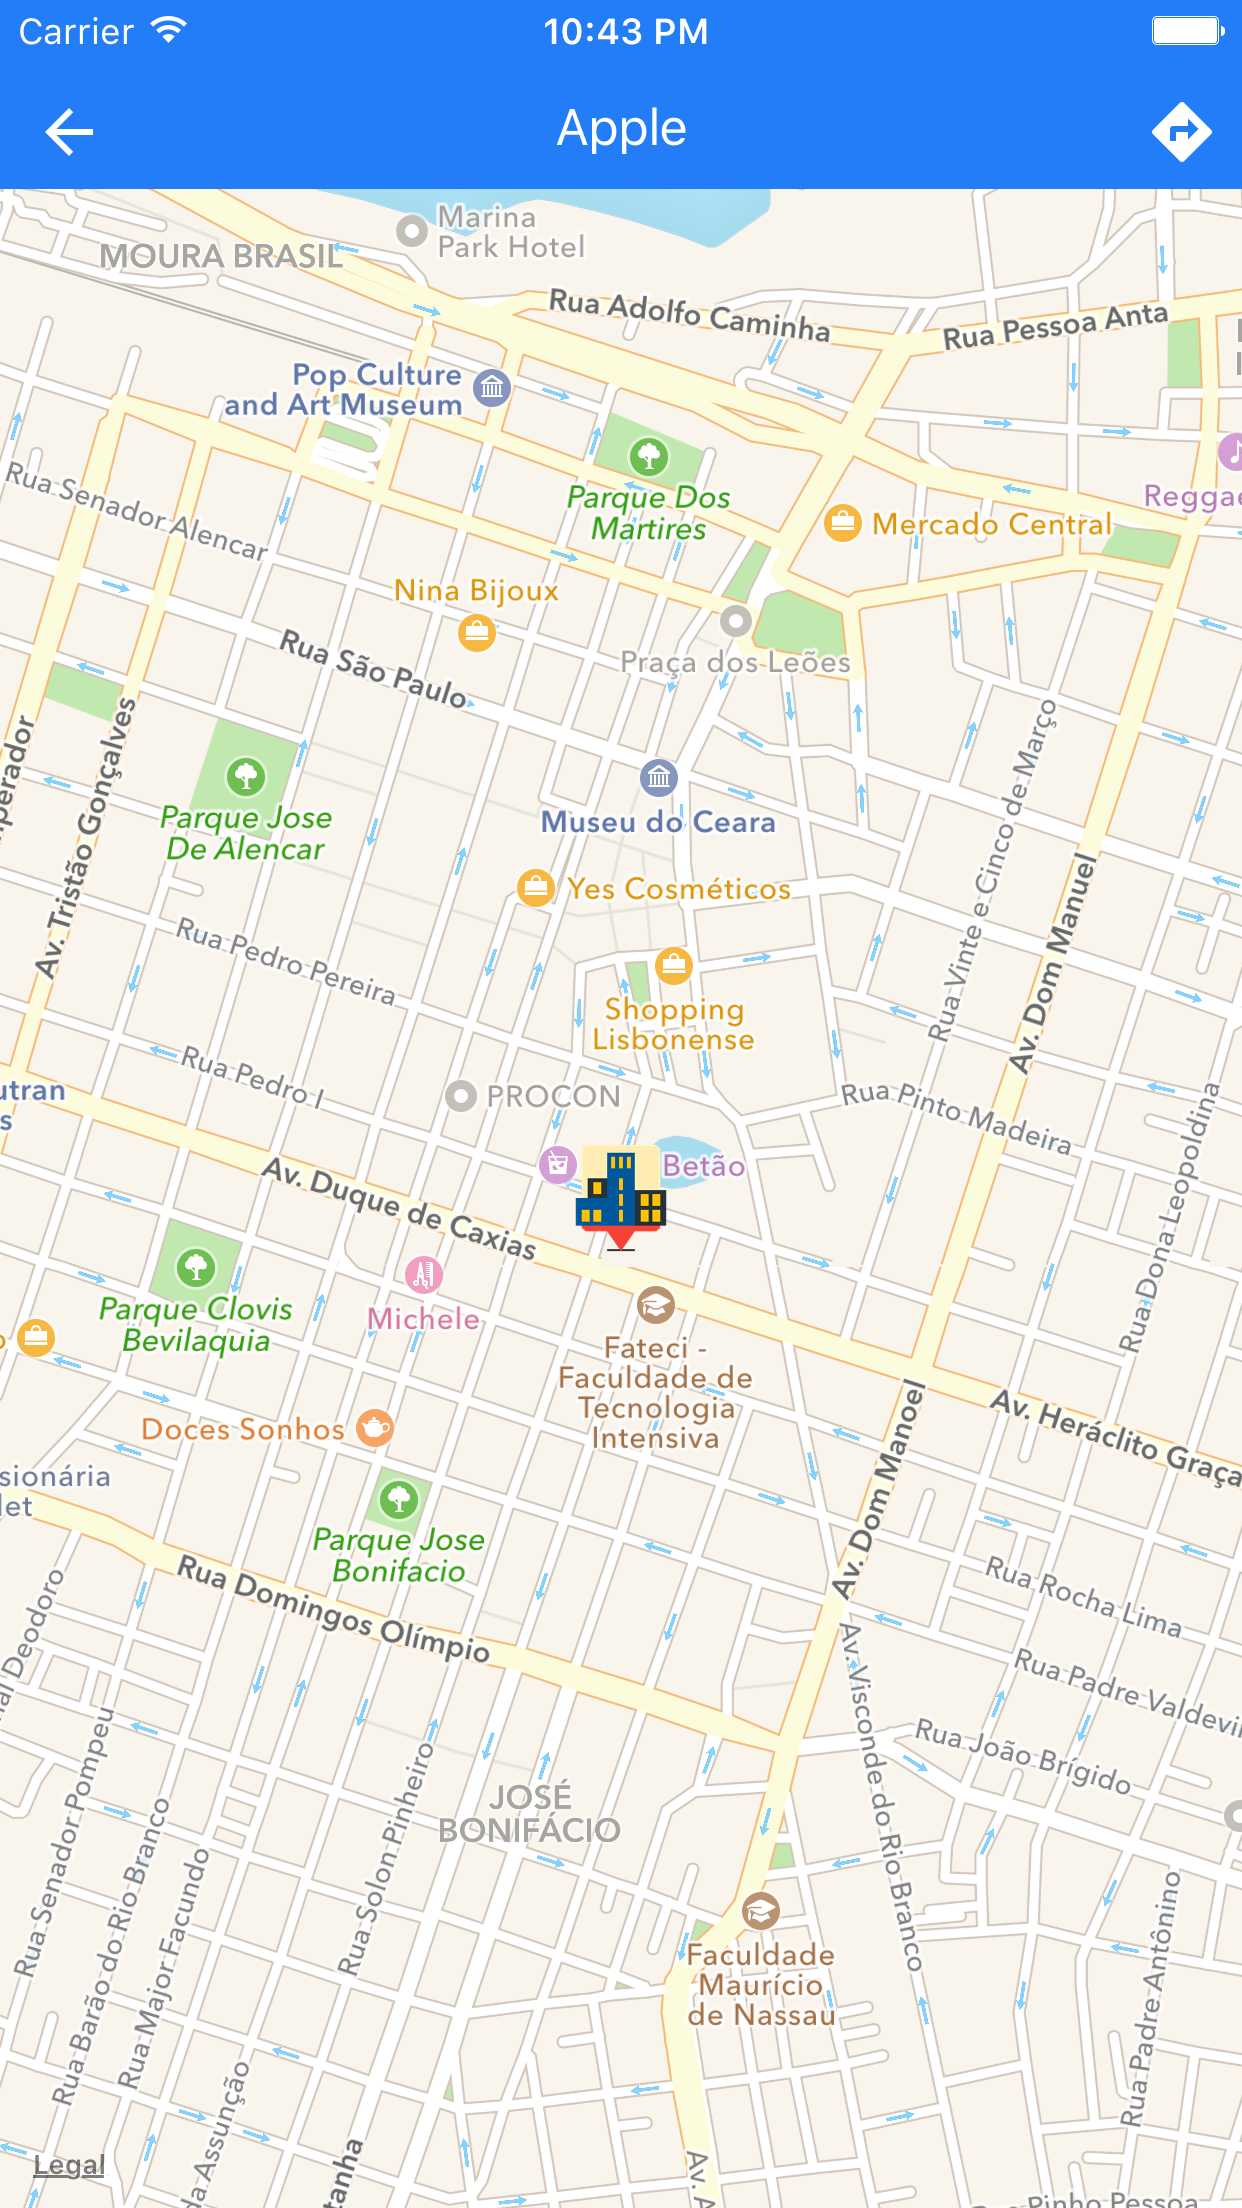 Carrier
10:43 PM
Apple
Marina
Park Hotel
MOURA BRASIL
Rua Adolfo Caminha
Rua Pessoa Anta
Pop Culture
and Art Museum
Rua Senador Alencar
Parque Dos
Martires
Mercado Central
Nina Bijoux
Praça dos Leões
Rua São Paulo
Av. Tristão Gonçalves
Parque Jose
De Alencar
Museu do Ceara
Rua Vinte e Cinco de Março
Yes Cosméticos
Av. Dom Manuel
Rua Pedro Pereira
Shopping
Lisbonense
Rua Pedro I
PROCON
Rua Pinto Madeira
Betão
Rua Dona Leopoldina
Av. Duque de Caxias
Parque Clovis
Bevilaquia
Michele
Fateci -
Faculdade de
Tecnologia
Intensiva
Av. Heráclito Graça
Doces Sonhos
Av. Dom Manoel
Parque Jose
Bonifacio
Rua Domingos Olímpio
Rua Rocha Lima
Av. Visconde do Rio Branco
Rua Padre Valdevi
Rua João Brígido
Rua Senador Pompeu
Rua Solon Pinheiro
JOSÉ
BONIFÁCIO
Rua Barão do Rio Branco
Rua Major Facundo
Faculdade
Maurício
de Nassau
Rua Padre Antônino
da Assunção
Av.
Legal
Pinho Pessoa